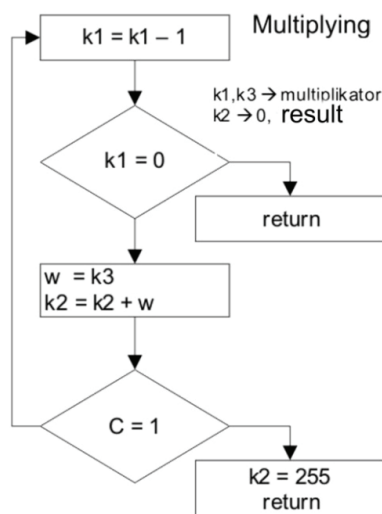 Multiplying
k1 = k1 – 1
k1,k3 → multiplikator
k2 → 0, result
k1 = 0
return
w = k3
k2 = k2 + w
C = 1
k2 = 255
return